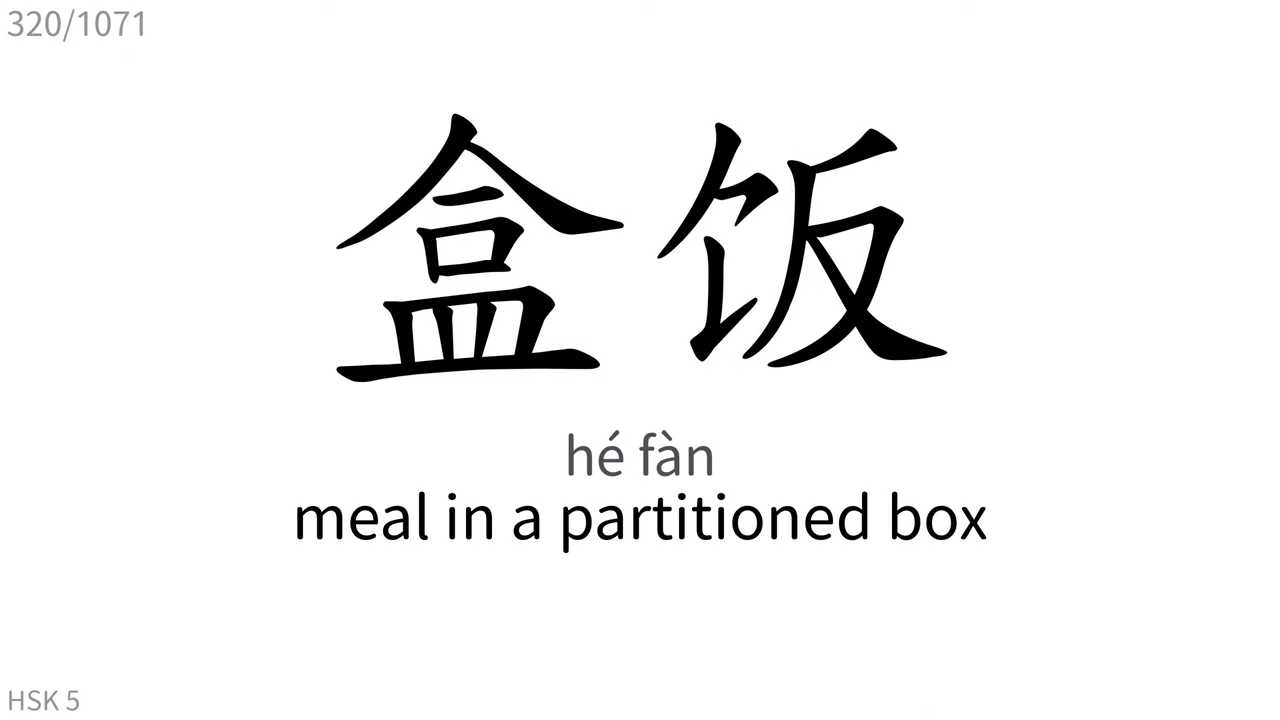 320/1071
盒饭
hé fàn
meal in a partitioned box
HSK 5